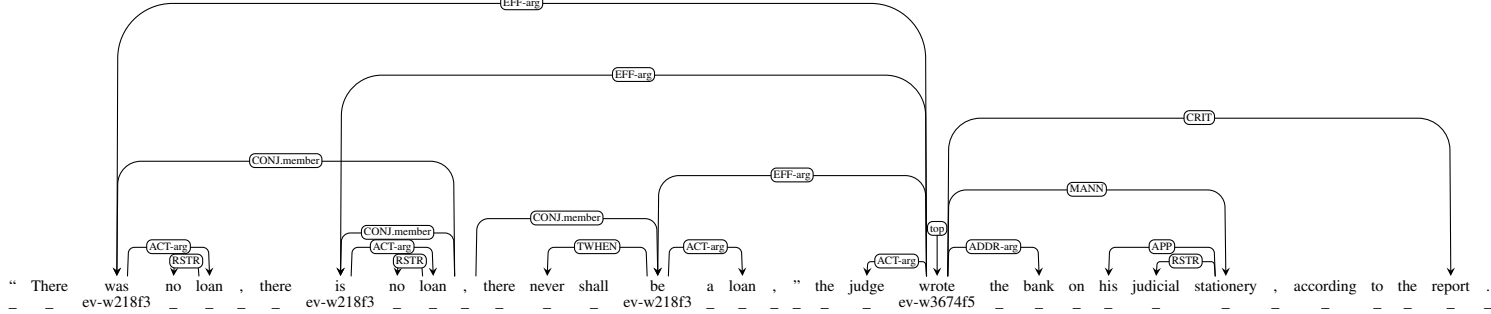 EFF-arg
EFF-arg
CRIT
CONJ.member
EFF-arg
MANN
CONJ.member
top
CONJ.member
ACT-arg ACT-arg TWHEN ACT-arg ADDR-arg APP
RSTR RSTR ACT-arg RSTR
“ There was no loan , there is no loan , there never shall be a loan , ” the judge wrote the bank on his judicial stationery , according to the report .
_ _ ev-w218f3 _ _ _ _ ev-w218f3 _ _ _ _ _ _ ev-w218f3 _ _ _ _ _ _ ev-w3674f5 _ _ _ _ _ _ _ _ _ _ _ _